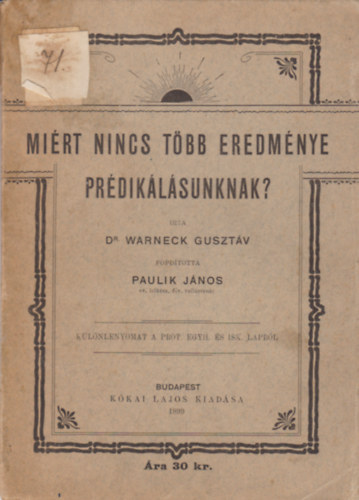 71.
MIÉRT NINCS TÖBB EREDMÉNYE
PRÉDIKÁLÁSUNKNAK?
IRTA
DR WARNECK GUSZTÁV
FORDÍTOTTA
PAULIK JÁNOS
KÜLÖNLENYOMAT A PROT. EGYH. ÉS ISK. LAPBÓL
BUDAPEST
KÓKAI LAJOS KIADÁSA
Ára 30 kr.